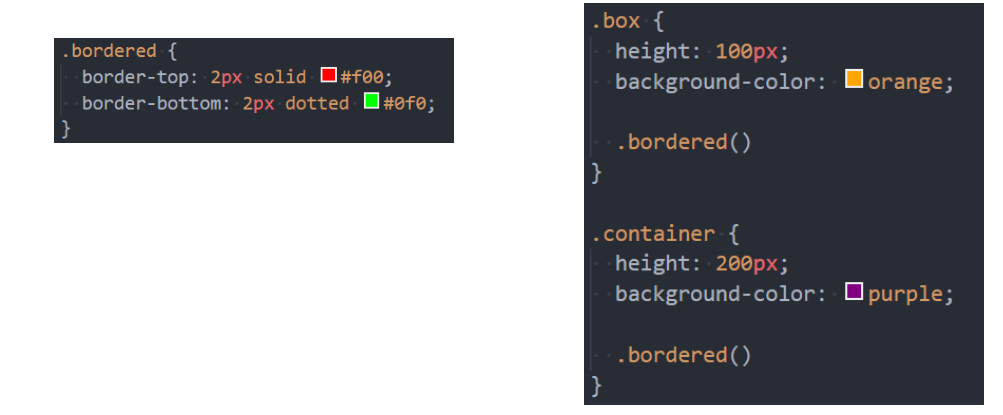 .bordered {
  border-top: 2px solid #f00;
  border-bottom: 2px dotted #0f0;
}
.box {
  height: 100px;
  background-color: orange;

  .bordered()
}

.container {
  height: 200px;
  background-color: purple;

  .bordered()
}